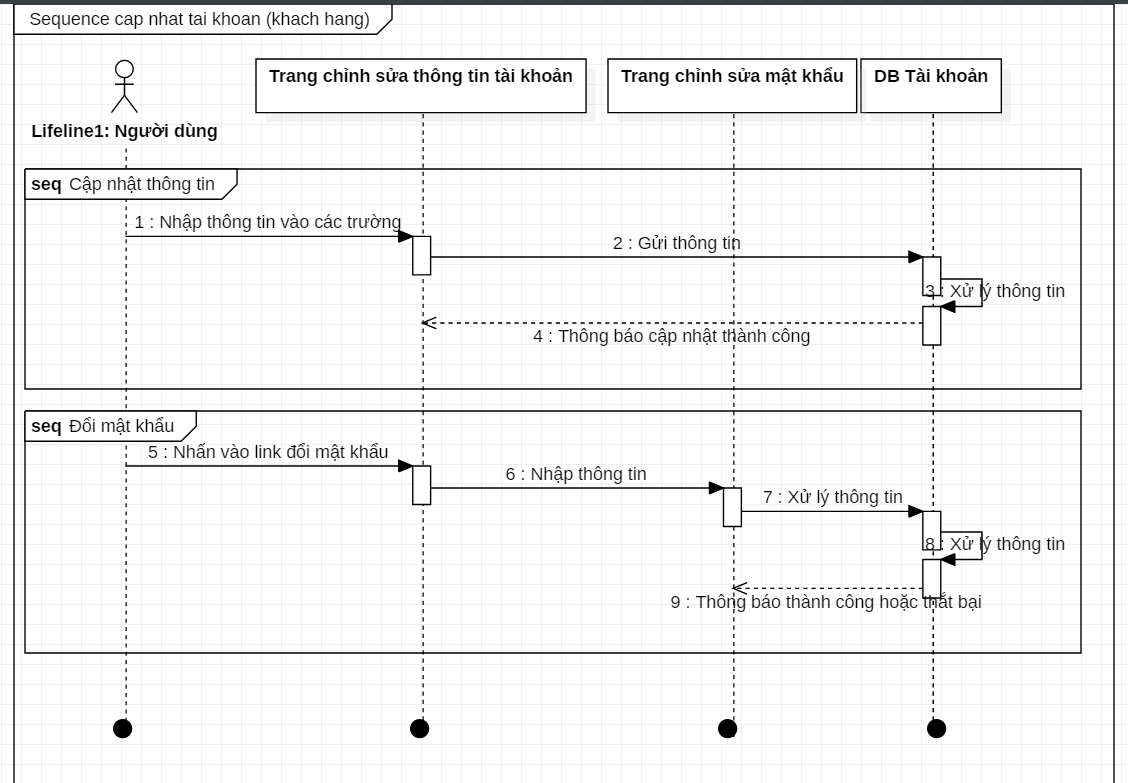 Sequence cap nhat tai khoan (khach hang)
Trang chỉnh sửa thông tin tài khoản
Trang chỉnh sửa mật khẩu
DB Tài khoản
Lifeline1: Người dùng
seq Cập nhật thông tin
1 : Nhập thông tin vào các trường
2 : Gửi thông tin
3 : Xử lý thông tin
4 : Thông báo cập nhật thành công
seq Đổi mật khẩu
5 : Nhấn vào link đổi mật khẩu
6 : Nhập thông tin
7 : Xử lý thông tin
8 : Xử lý thông tin
9 : Thông báo thành công hoặc thất bại